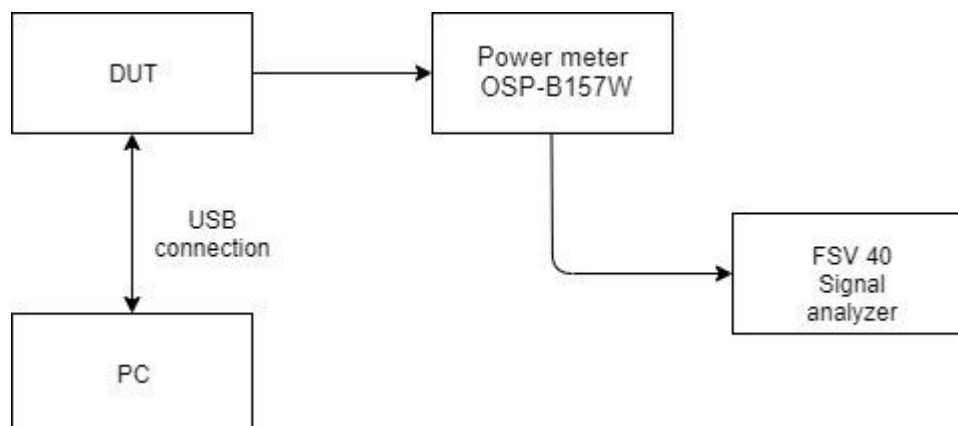 DUT
Power meter
OSP-B157W
USB
connection
FSV 40
Signal
analyzer
PC